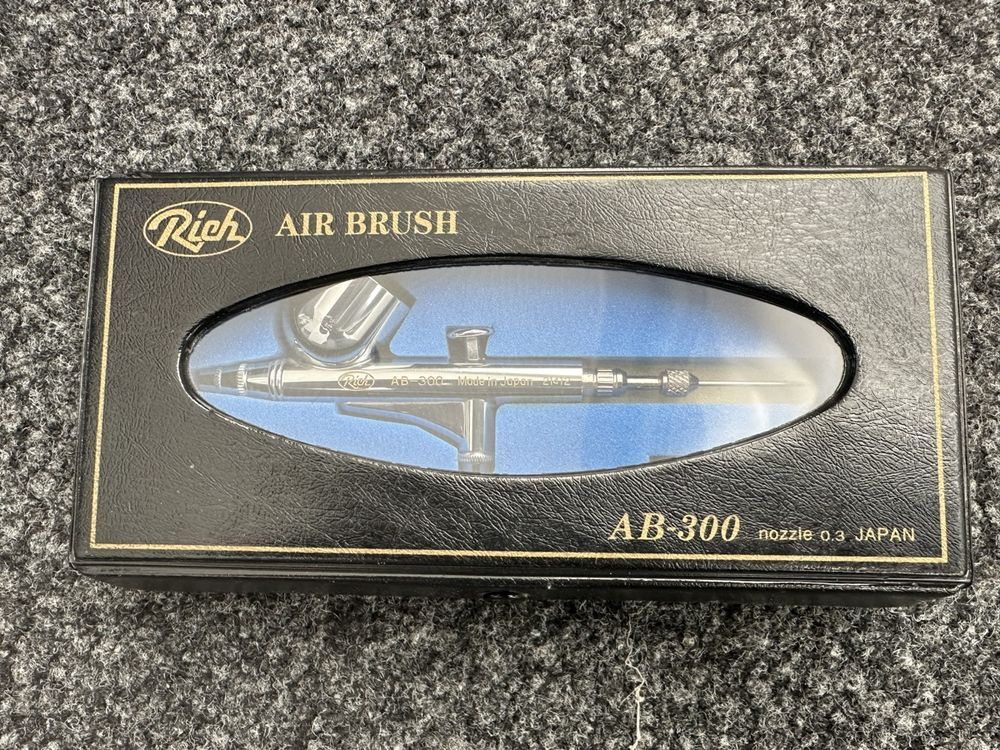 Rich AIR BRUSH
Rich AB-300 Made in Japan
AB-300 nozzle 0.3 JAPAN